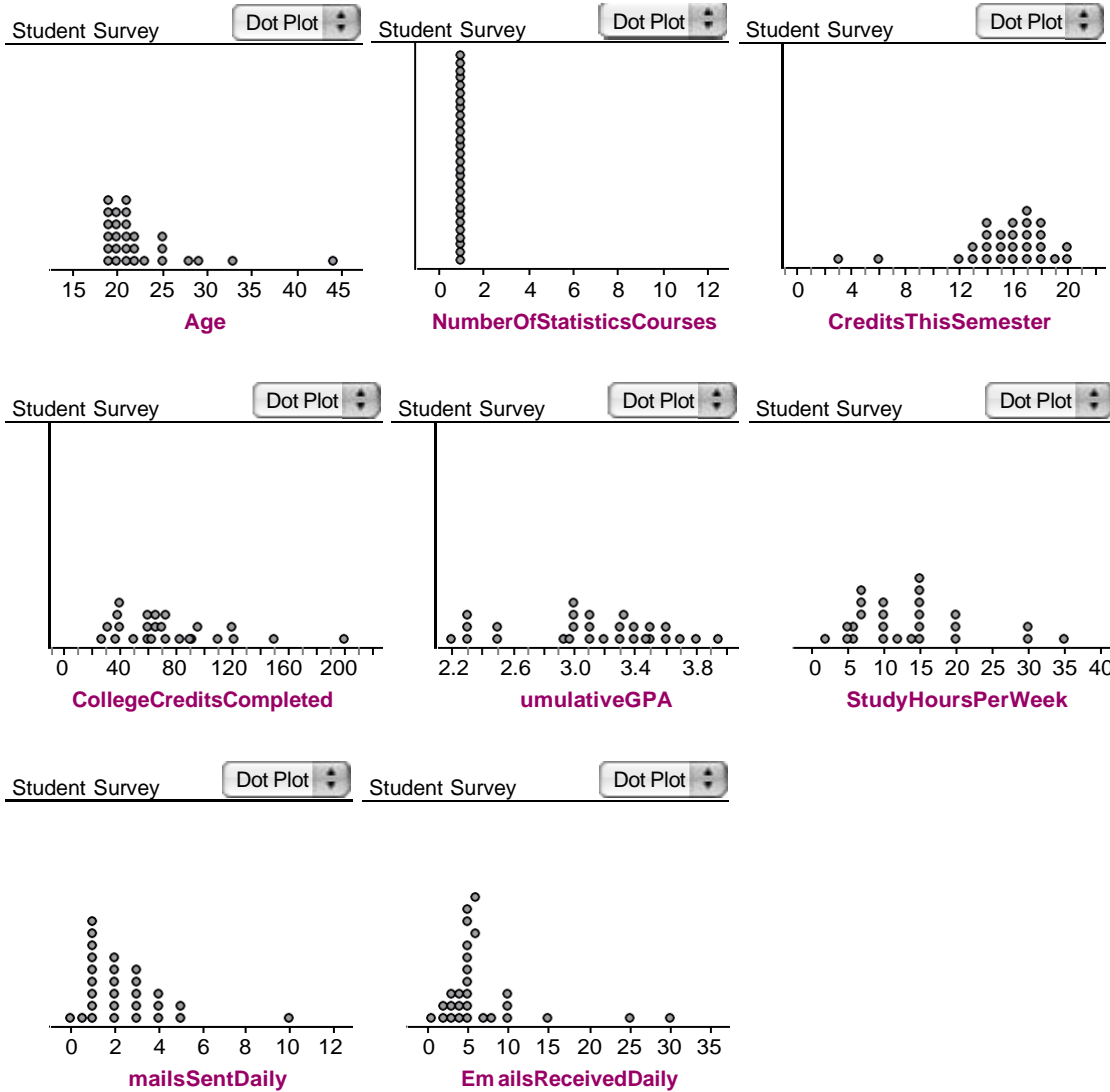 Student Survey Dot Plot Student Survey Dot Plot Student Survey Dot Plot
15 20 25 30 35 40 45 0 2 4 6 8 10 12 0 4 8 12 16 20
Age NumberOfStatisticsCourses CreditsThisSemester
Student Survey Dot Plot Student Survey Dot Plot Student Survey Dot Plot
0 40 80 120 160 200 2.2 2.6 3.0 3.4 3.8 0 5 10 15 20 25 30 35 40
CollegeCreditsCompleted umulativeGPA StudyHoursPerWeek
Student Survey Dot Plot Student Survey Dot Plot
0 2 4 6 8 10 12 0 5 10 15 20 25 30 35
mailsSentDaily Em ailsReceivedDaily